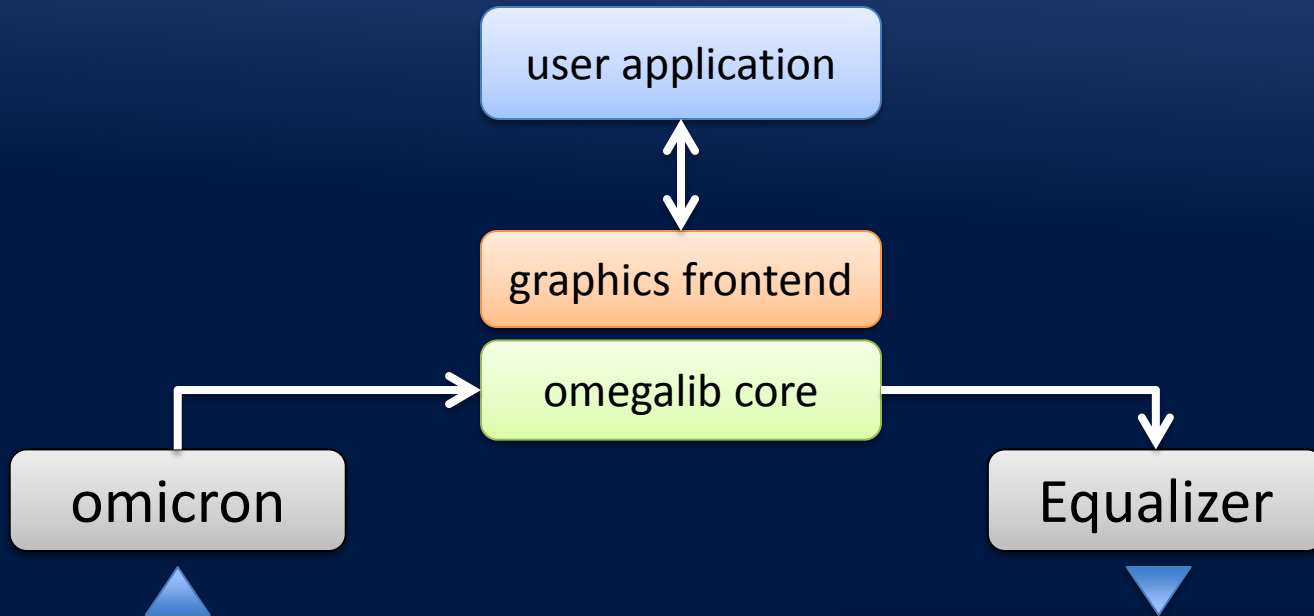 user application
graphics frontend
omegalib core
omicron
Equalizer